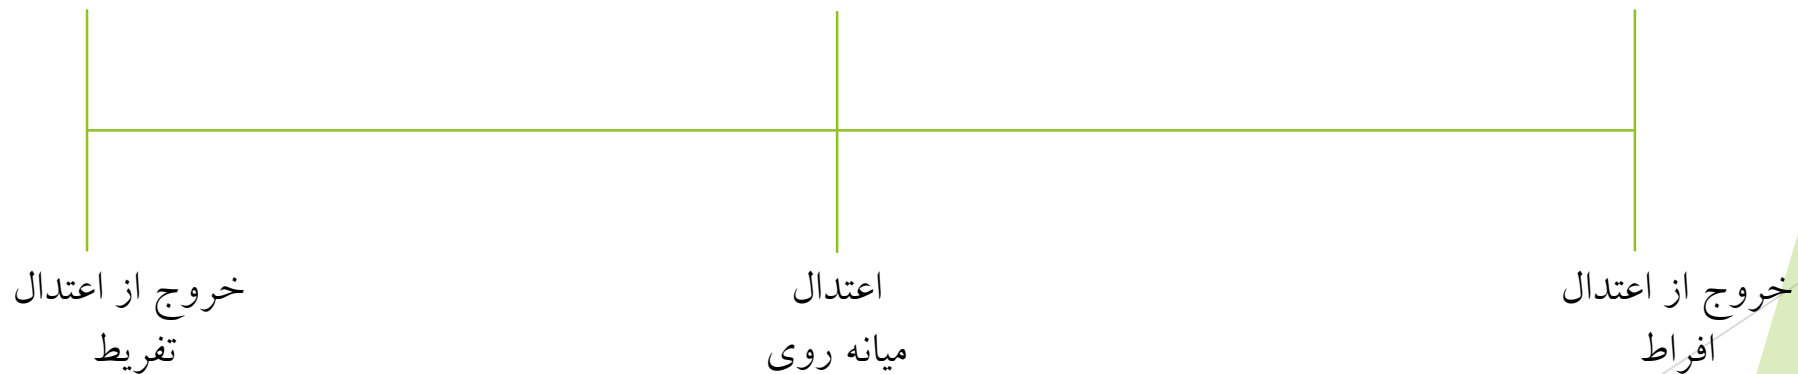 خروج از اعتدال
افراط
اعتدال
میانه روی
خروج از اعتدال
تفریط